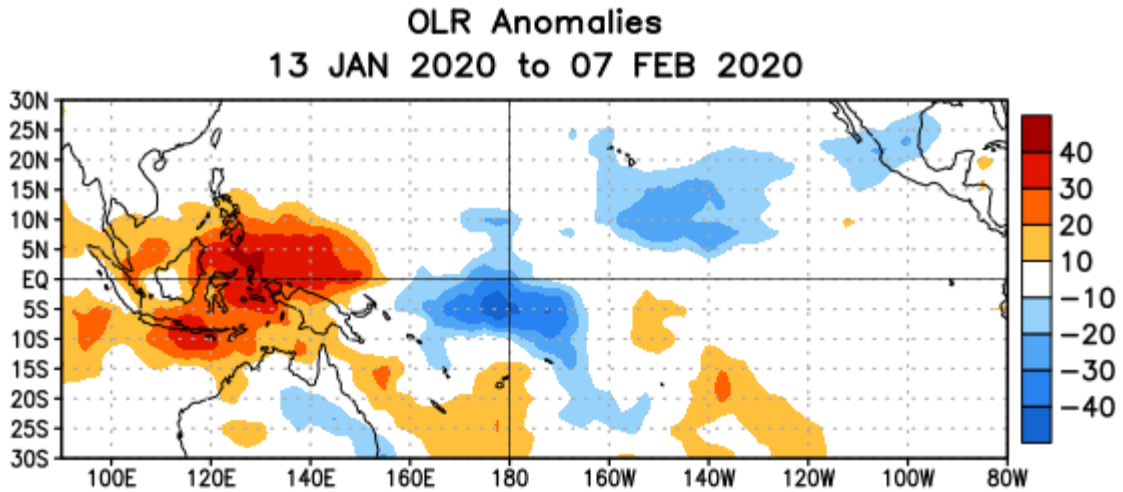 OLR Anomalies
13 JAN 2020 to 07 FEB 2020
30N
25N
20N
15N
10N
5N
EQ
5S
10S
15S
20S
25S
30S
100E 120E 140E 160E 180 160W 140W 120W 100W 80W
40
30
20
10
-10
-20
-30
-40